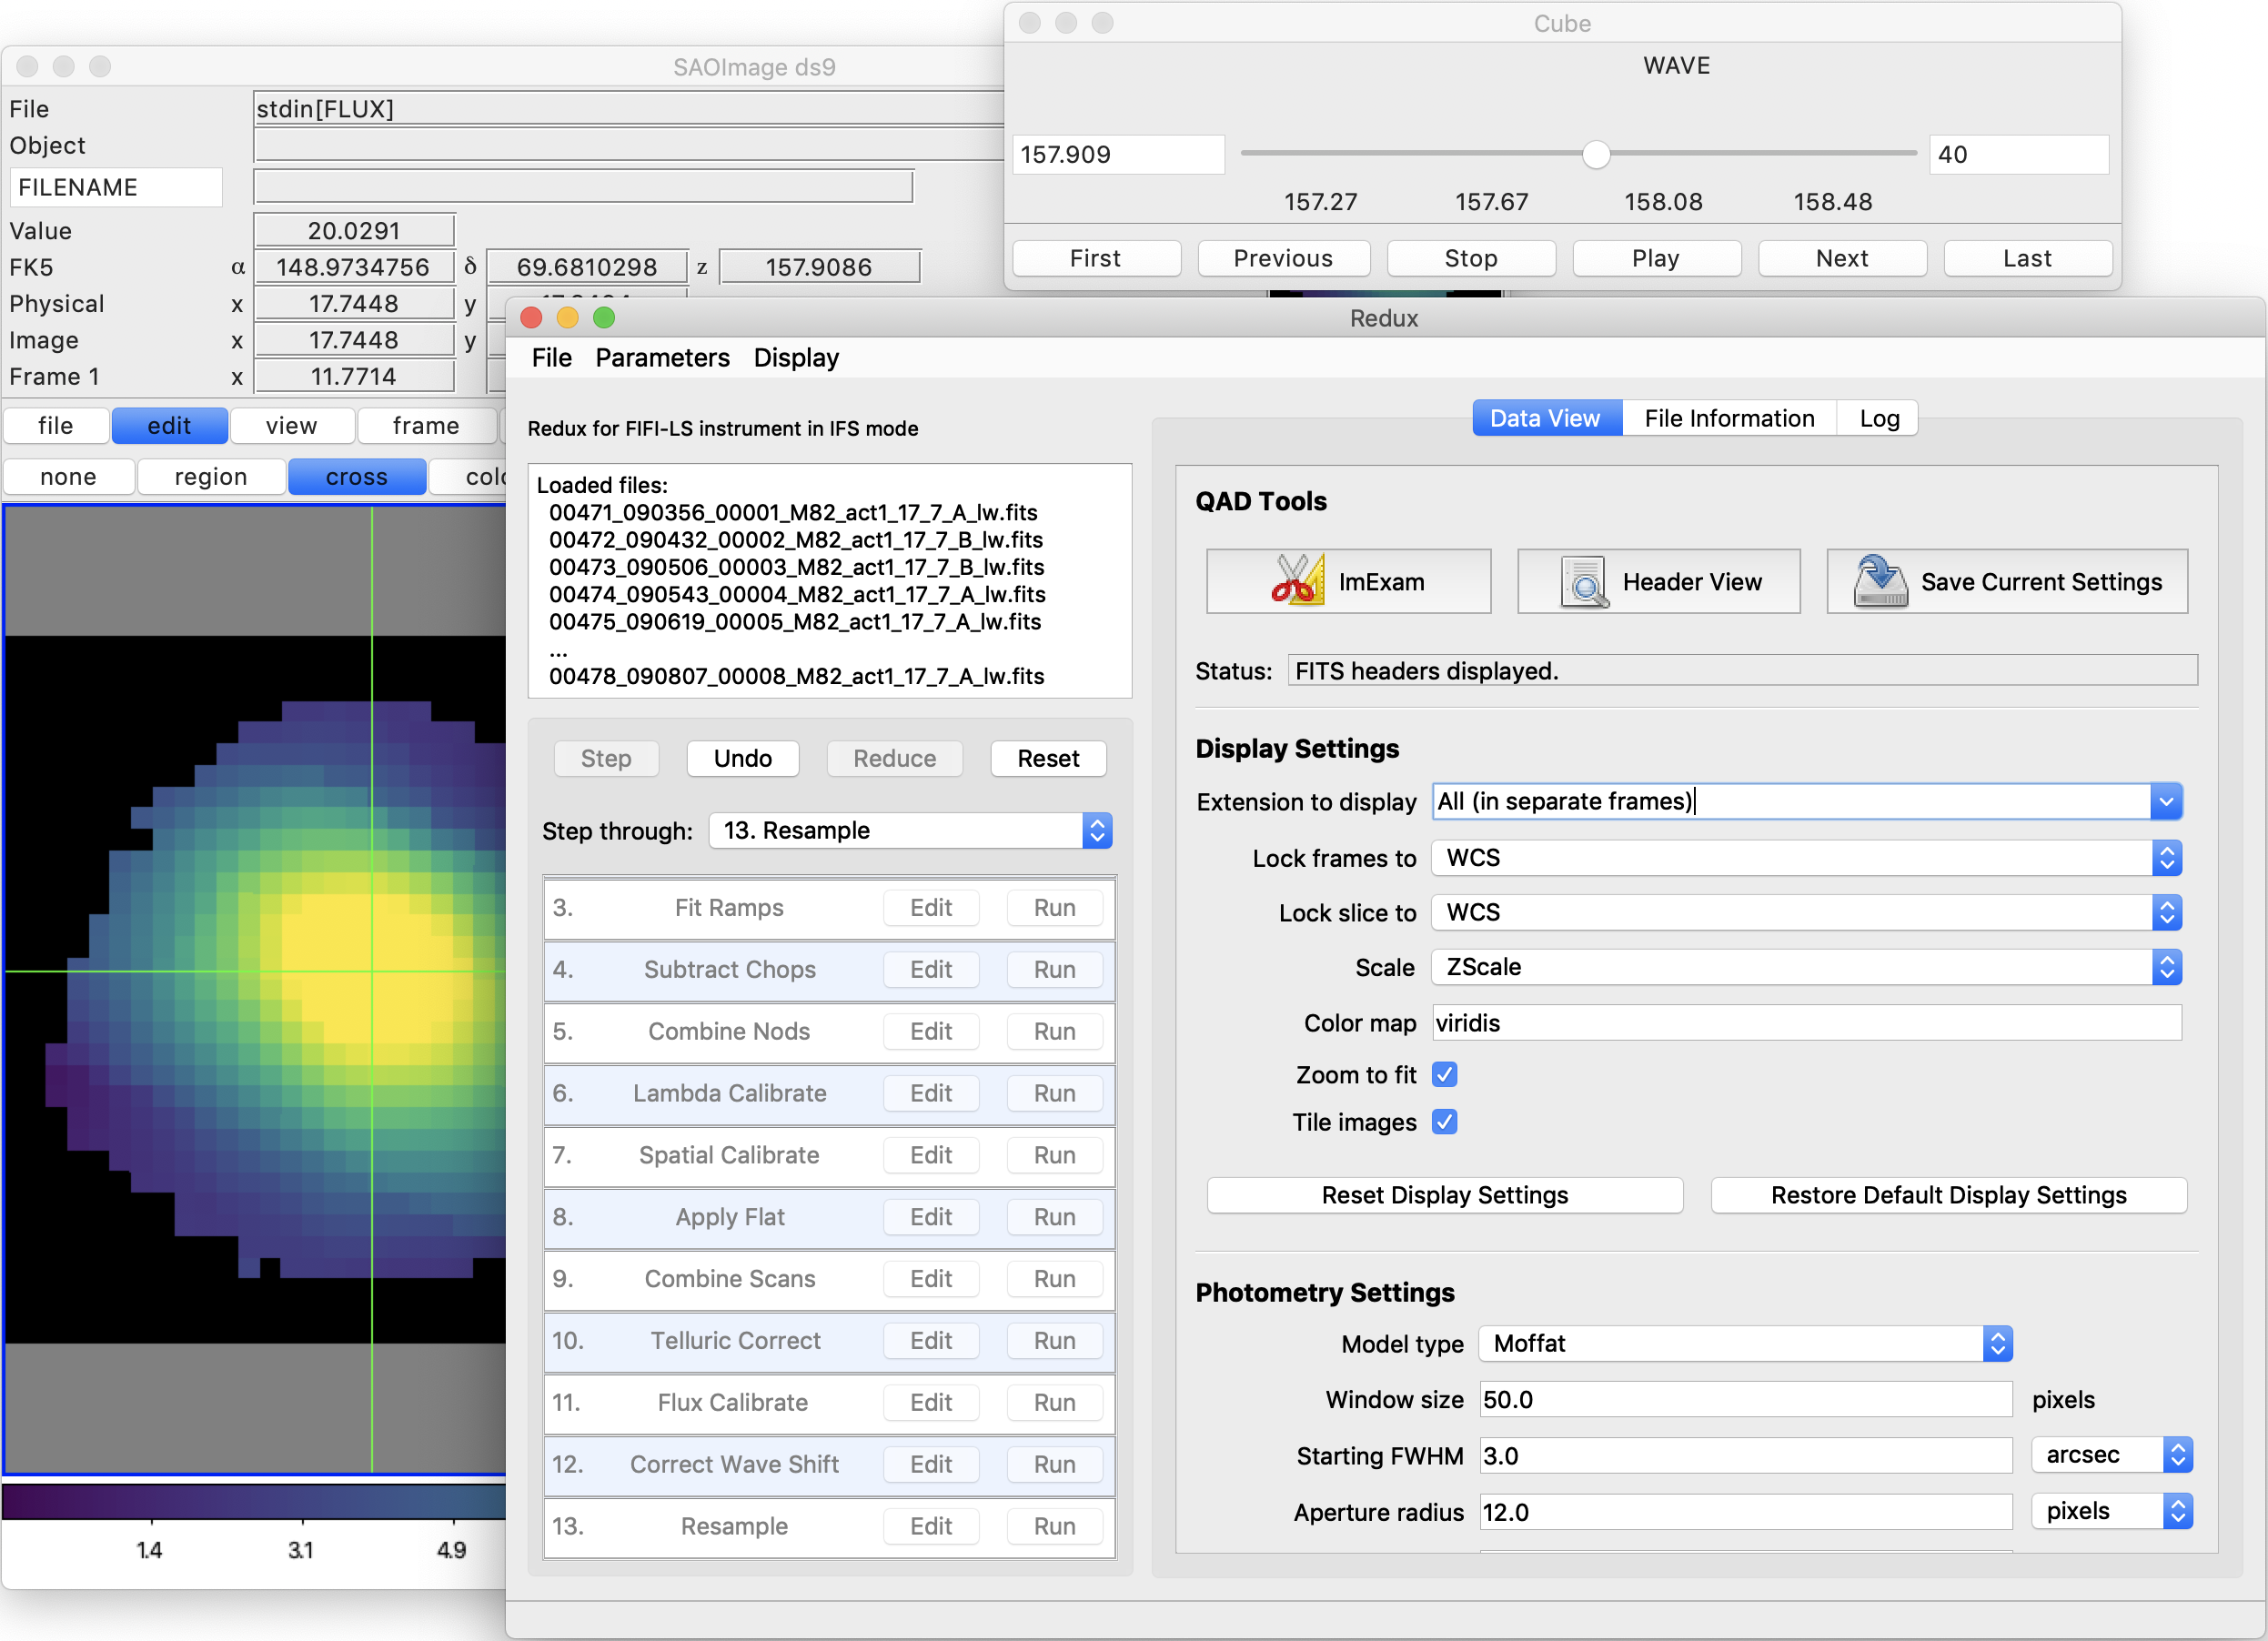 Cube
WAVE
157.909
40
157.27 157.67 158.08 158.48
First Previous Stop Play Next Last
SAOImage ds9
File stdin[FLUX]
Object
FILENAME
Value 20.0291
FK5 α 148.9734756 δ 69.6810298 z 157.9086
Physical x 17.7448 y
Image x 17.7448 y
Frame 1 x 11.7714
file edit view frame
none region cross
1.4 3.1 4.9
Redux
File Parameters Display
Redux for FIFI-LS instrument in IFS mode
Loaded files:
00471_090356_00001_M82_act1_17_7_A_lw.fits
00472_090432_00002_M82_act1_17_7_B_lw.fits
00473_090506_00003_M82_act1_17_7_B_lw.fits
00474_090543_00004_M82_act1_17_7_A_lw.fits
00475_090619_00005_M82_act1_17_7_A_lw.fits
...
00478_090807_00008_M82_act1_17_7_A_lw.fits
Step Undo Reduce Reset
Step through: 13. Resample
3. Fit Ramps Edit Run
4. Subtract Chops Edit Run
5. Combine Nods Edit Run
6. Lambda Calibrate Edit Run
7. Spatial Calibrate Edit Run
8. Apply Flat Edit Run
9. Combine Scans Edit Run
10. Telluric Correct Edit Run
11. Flux Calibrate Edit Run
12. Correct Wave Shift Edit Run
13. Resample Edit Run
Data View File Information Log
QAD Tools
ImExam Header View Save Current Settings
Status: FITS headers displayed.
Display Settings
Extension to display All (in separate frames)
Lock frames to WCS
Lock slice to WCS
Scale ZScale
Color map viridis
Zoom to fit
Tile images
Reset Display Settings Restore Default Display Settings
Photometry Settings
Model type Moffat
Window size 50.0 pixels
Starting FWHM 3.0 arcsec
Aperture radius 12.0 pixels